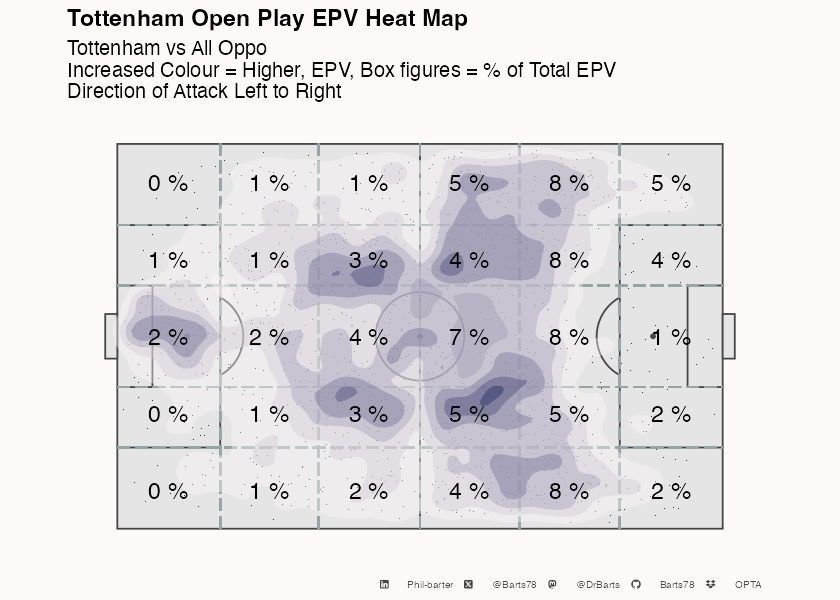 Tottenham Open Play EPV Heat Map
Tottenham vs All Oppo
Increased Colour = Higher, EPV, Box figures = % of Total EPV
Direction of Attack Left to Right
0 % 1 % 1 % 5 % 8 % 5 %
1 % 1 % 3 % 4 % 8 % 4 %
2 % 2 % 4 % 7 % 8 % 1 %
0 % 1 % 3 % 5 % 5 % 2 %
0 % 1 % 2 % 4 % 8 % 2 %
Phil-barter @Barts78 @DrBarts Barts78 OPTA